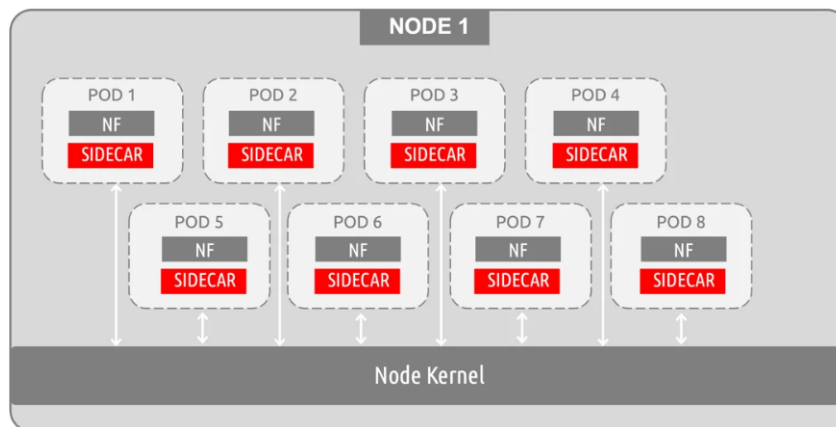 NODE 1
POD 1
NF
SIDECAR
POD 2
NF
SIDECAR
POD 3
NF
SIDECAR
POD 4
NF
SIDECAR
POD 5
NF
SIDECAR
POD 6
NF
SIDECAR
POD 7
NF
SIDECAR
POD 8
NF
SIDECAR
Node Kernel